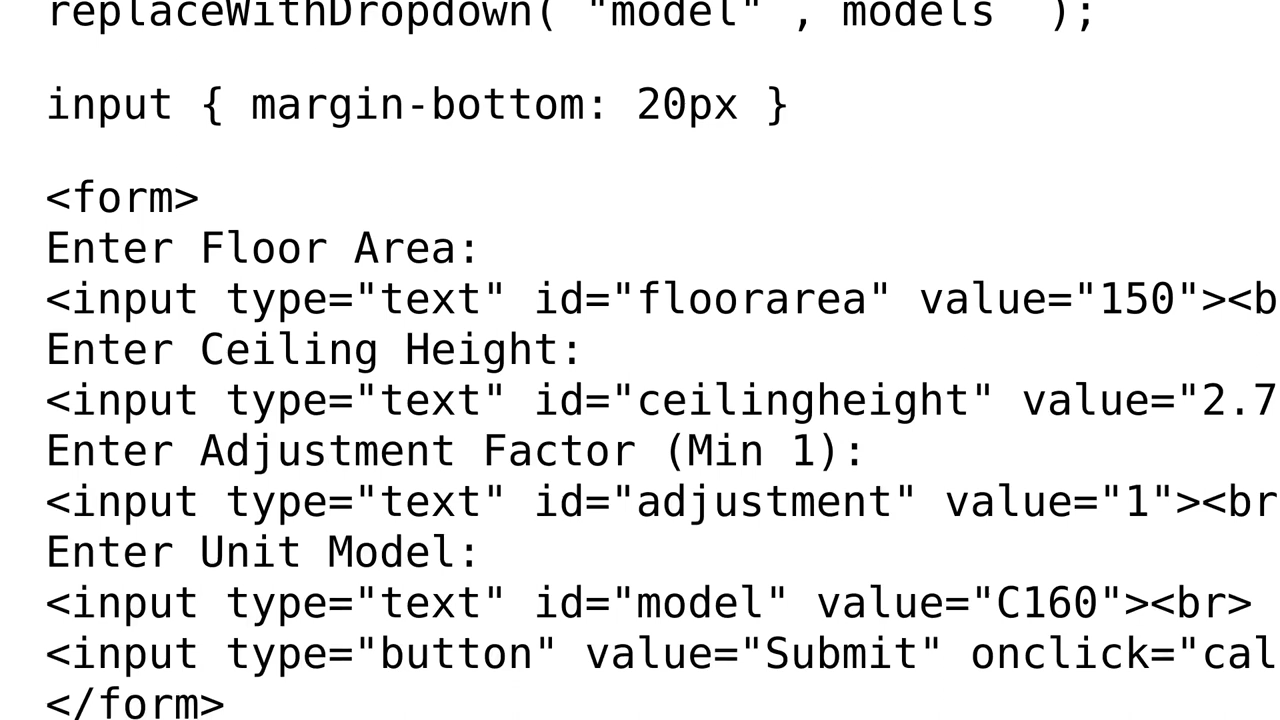 replaceWithDropdown( "model" , models  );
input { margin-bottom: 20px }
<form>
Enter Floor Area:
<input type="text" id="floorarea" value="150"><b
Enter Ceiling Height:
<input type="text" id="ceilingheight" value="2.7
Enter Adjustment Factor (Min 1):
<input type="text" id="adjustment" value="1"><br
Enter Unit Model:
<input type="text" id="model" value="C160"><br>
<input type="button" value="Submit" onclick="cal
</form>